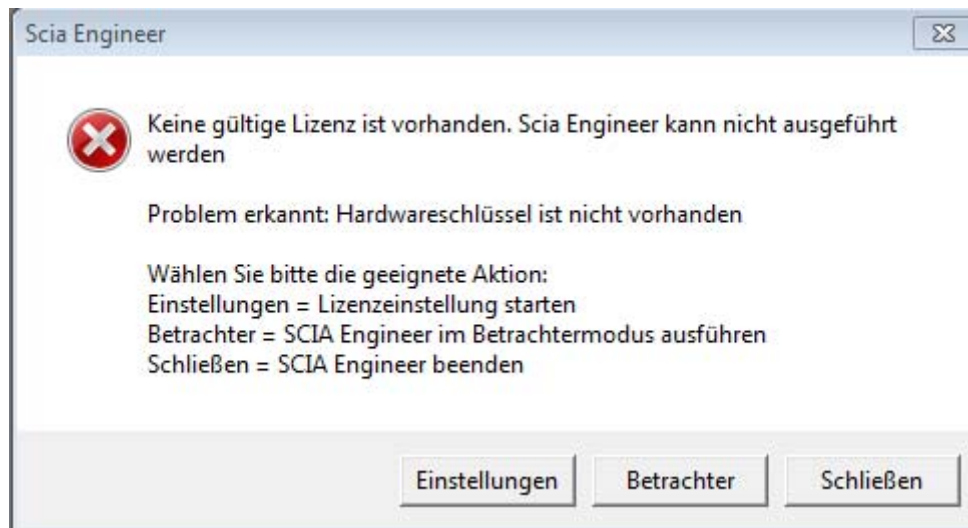 Scia Engineer
Keine gültige Lizenz ist vorhanden. Scia Engineer kann nicht ausgeführt
werden
Problem erkannt: Hardwareschlüssel ist nicht vorhanden
Wählen Sie bitte die geeignete Aktion:
Einstellungen = Lizenzeinstellung starten
Betrachter = SCIA Engineer im Betrachtermodus ausführen
Schließen = SCIA Engineer beenden
Einstellungen Betrachter Schließen